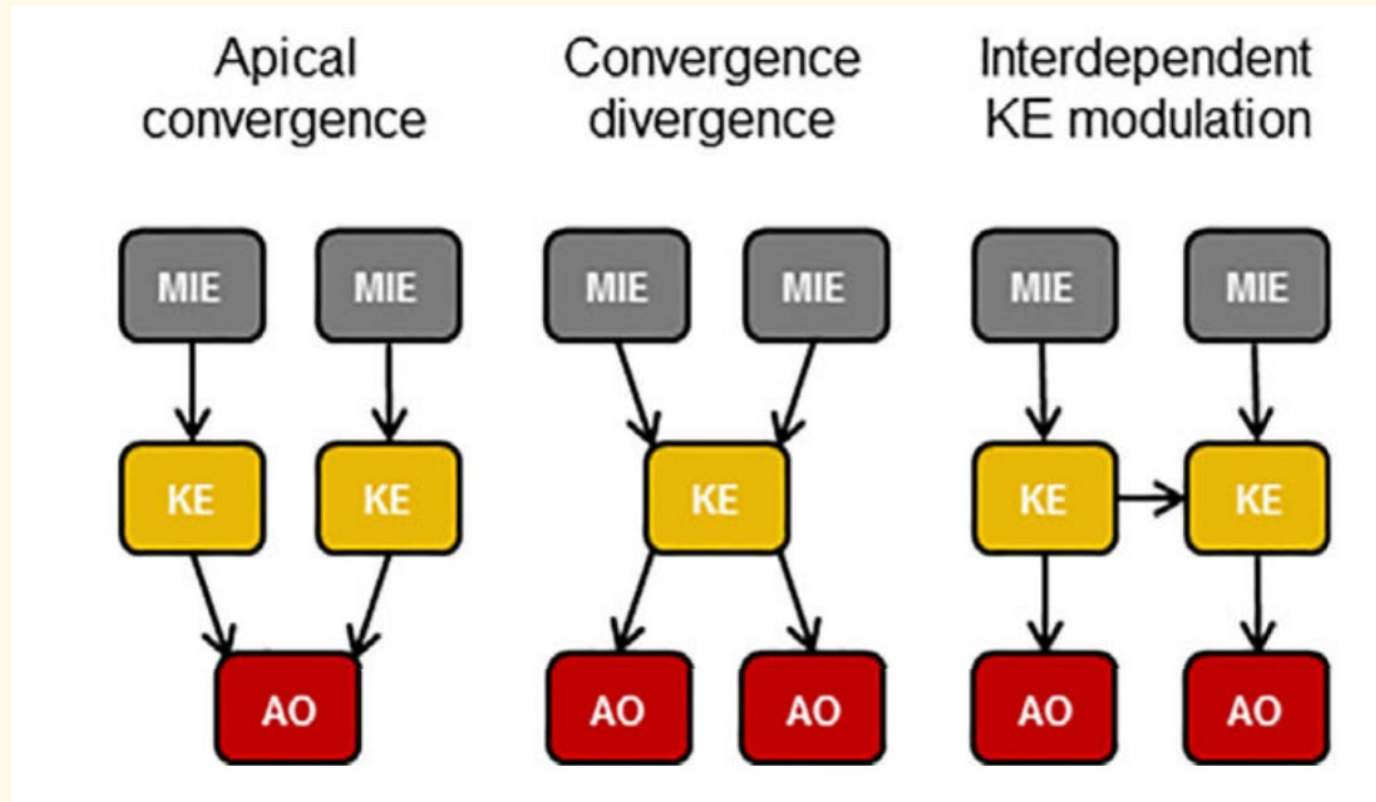 Apical
convergence
Convergence
divergence
Interdependent
KE modulation
MIE
MIE
MIE
MIE
MIE
MIE
KE
KE
KE
KE
KE
AO
AO
AO
AO
AO